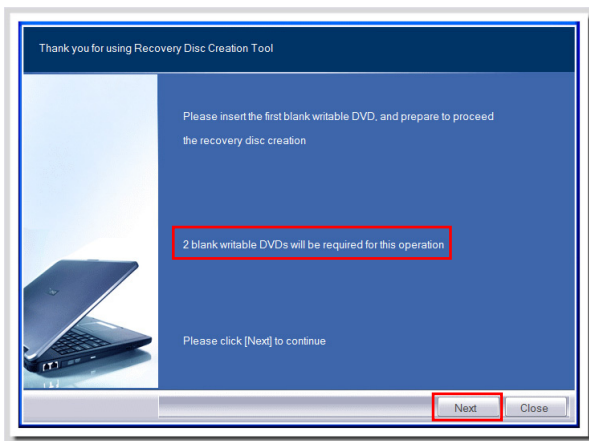 Thank you for using Recovery Disc Creation Tool
Please insert the first blank writable DVD, and prepare to proceed
the recovery disc creation
2 blank writable DVDs will be required for this operation
Please click [Next] to continue
Next
Close